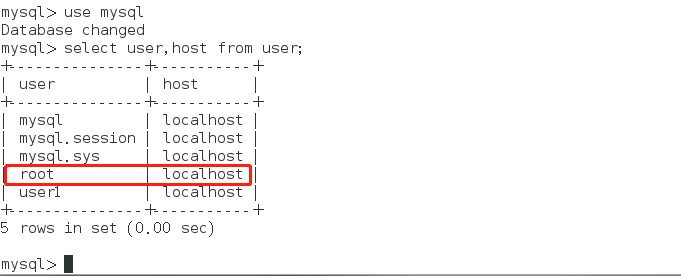 mysql> use mysql
Database changed
mysql> select user,host from user;
+---------------+-----------+
| user          | host      |
+---------------+-----------+
| mysql         | localhost |
| mysql.session | localhost |
| mysql.sys     | localhost |
| root          | localhost |
| user1         | localhost |
+---------------+-----------+
5 rows in set (0.00 sec)
mysql>